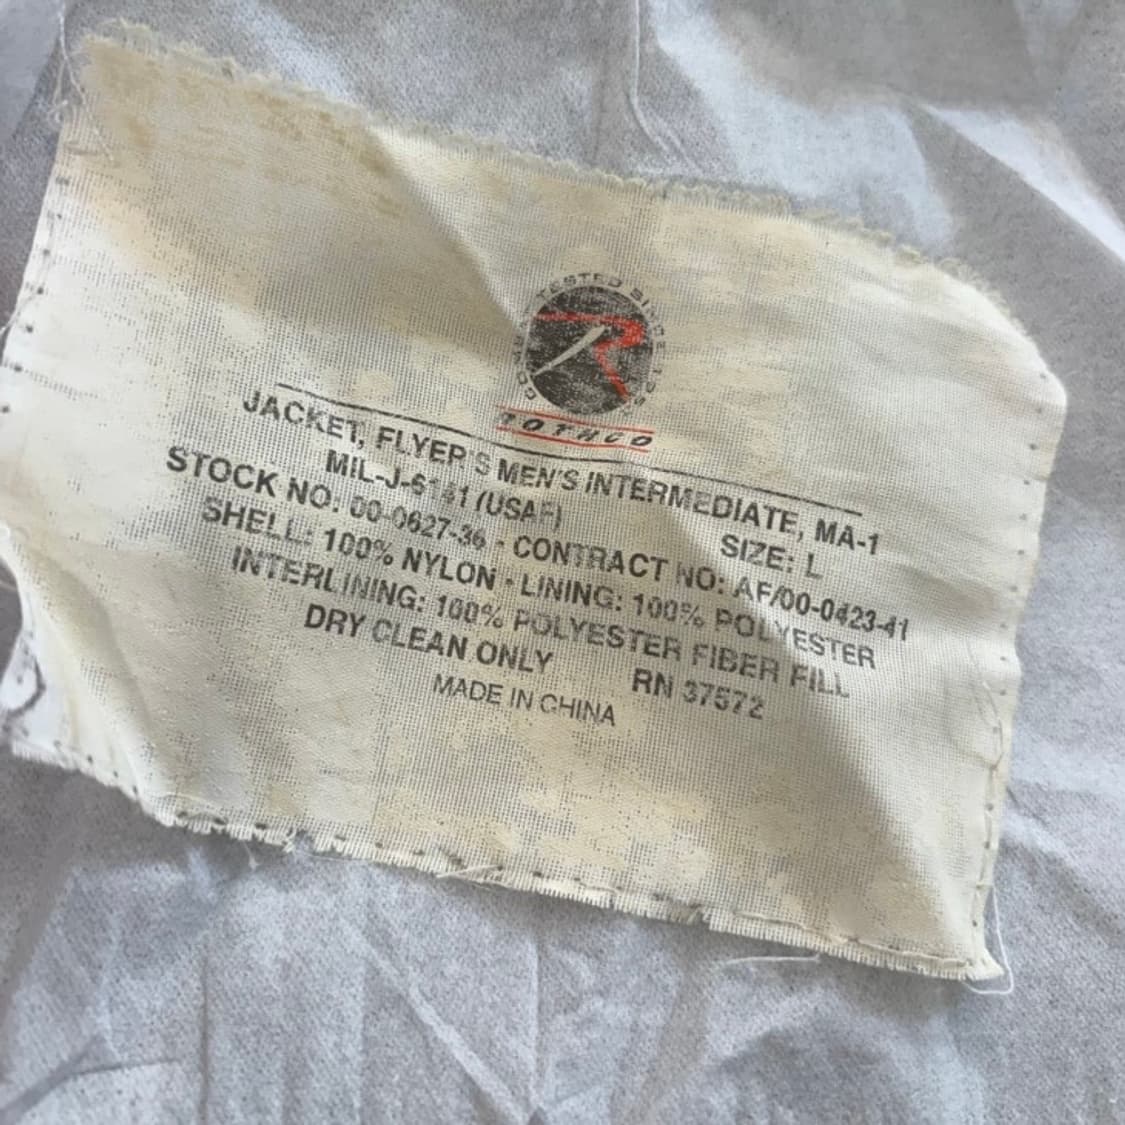 ROTHCO
JACKET, FLYER'S MEN'S INTERMEDIATE, MA-1
MIL-J-6141 (USAF) SIZE: L
STOCK NO: 00-0627-36 - CONTRACT NO: AF/00-0423-41
SHELL: 100% NYLON - LINING: 100% POLYESTER
INTERLINING: 100% POLYESTER FIBER FILL
DRY CLEAN ONLY RN 37572
MADE IN CHINA